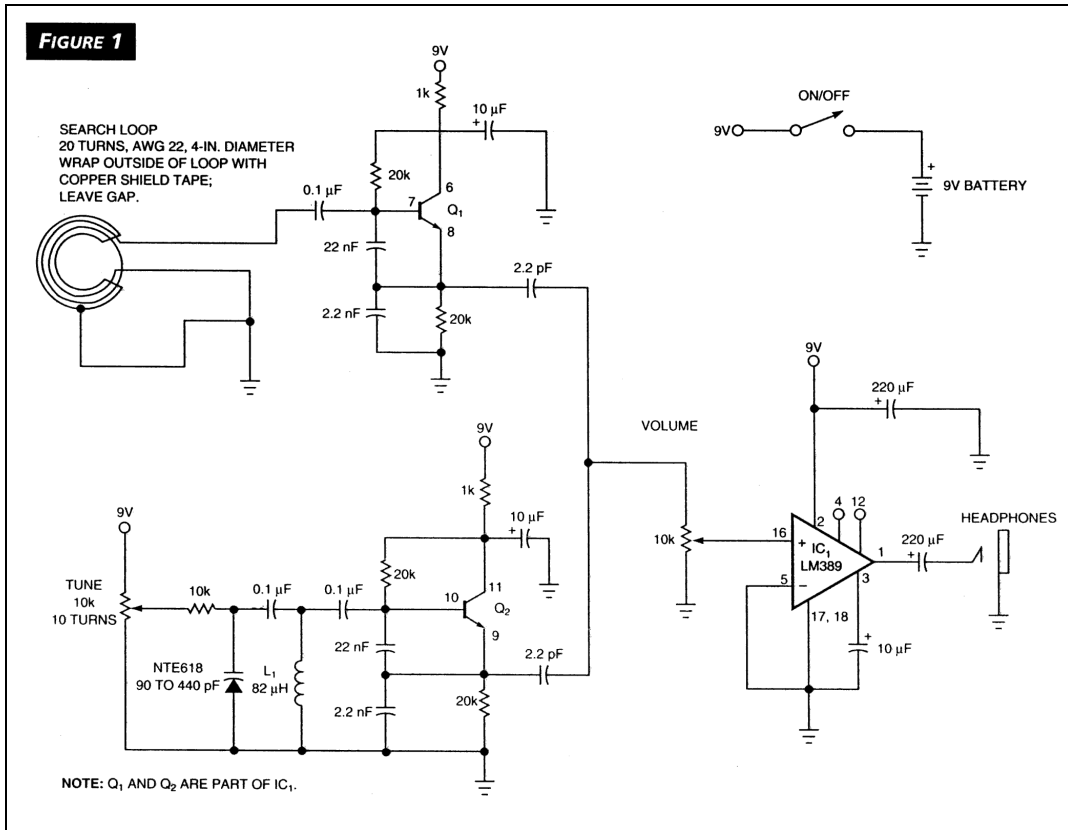 FIGURE 1
SEARCH LOOP
20 TURNS, AWG 22, 4-IN. DIAMETER
WRAP OUTSIDE OF LOOP WITH
COPPER SHIELD TAPE;
LEAVE GAP.
9V
1k
10 µF
+
20k
0.1 µF
7
6
Q1
8
22 nF
2.2 nF
20k
2.2 pF
ON/OFF
9V
+
9V BATTERY
9V
1k
10 µF
+
20k
9V
TUNE
10k
10 TURNS
10k
0.1 µF
0.1 µF
10
11
Q2
9
NTE618
90 TO 440 pF
L1
82 µH
22 nF
2.2 nF
20k
2.2 pF
VOLUME
10k
9V
220 µF
+
4
12
2
16
+
IC1
LM389
5
–
1
3
17, 18
+
10 µF
220 µF
+
HEADPHONES
NOTE: Q1 AND Q2 ARE PART OF IC1.